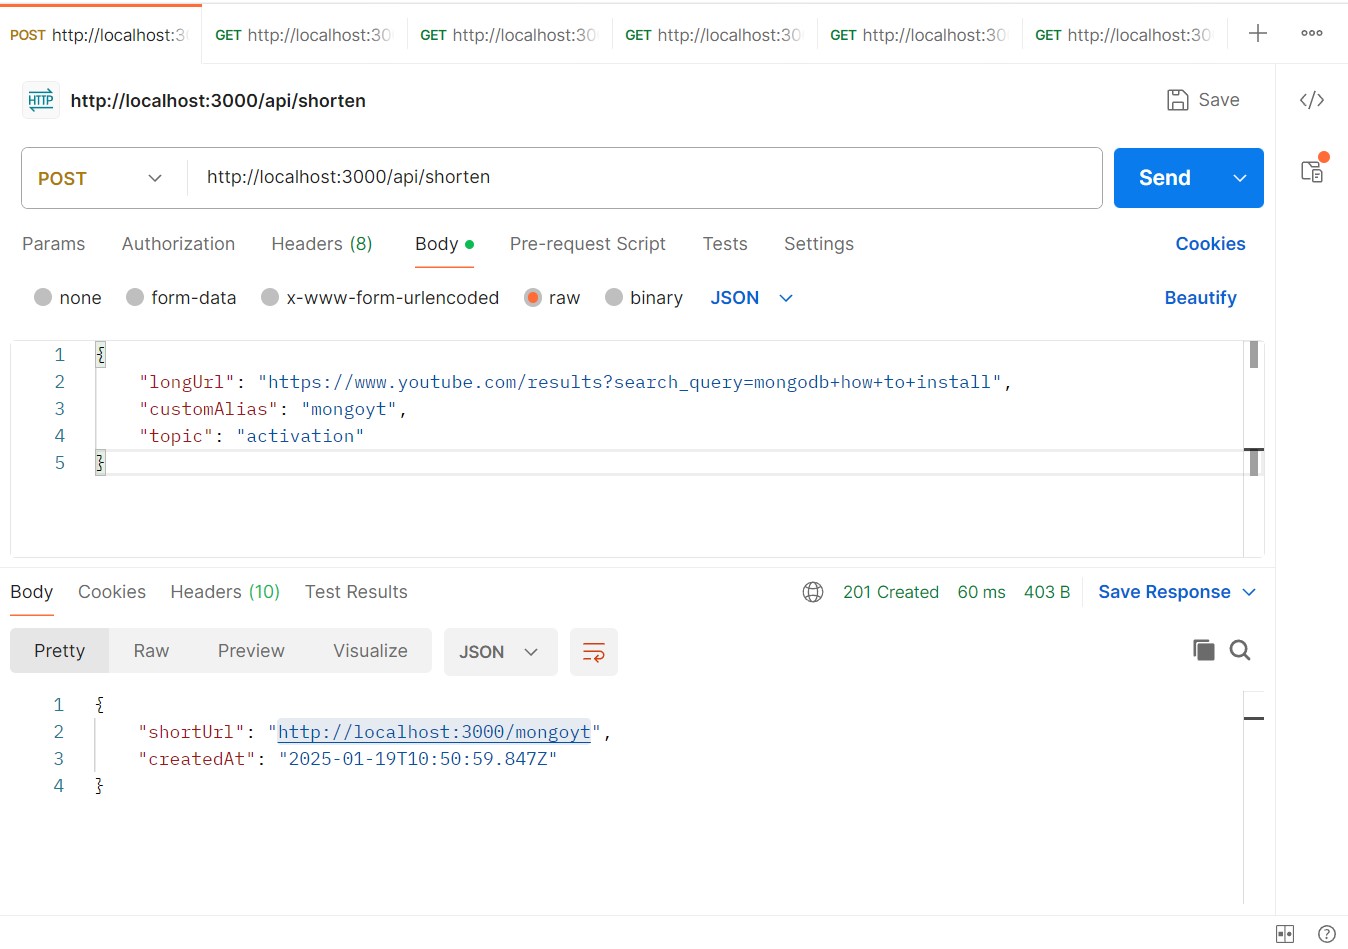 POST http://localhost:3 GET http://localhost:30 GET http://localhost:30 GET http://localhost:30 GET http://localhost:30 GET http://localhost:30
HTTP http://localhost:3000/api/shorten Save </>
POST http://localhost:3000/api/shorten Send
Params Authorization Headers (8) Body Pre-request Script Tests Settings Cookies
none form-data x-www-form-urlencoded raw binary JSON Beautify
1 {
2 "longUrl": "https://www.youtube.com/results?search_query=mongodb+how+to+install",
3 "customAlias": "mongoyt",
4 "topic": "activation"
5 }
Body Cookies Headers (10) Test Results 201 Created 60 ms 403 B Save Response
Pretty Raw Preview Visualize JSON
1 {
2 "shortUrl": "http://localhost:3000/mongoyt",
3 "createdAt": "2025-01-19T10:50:59.847Z"
4 }